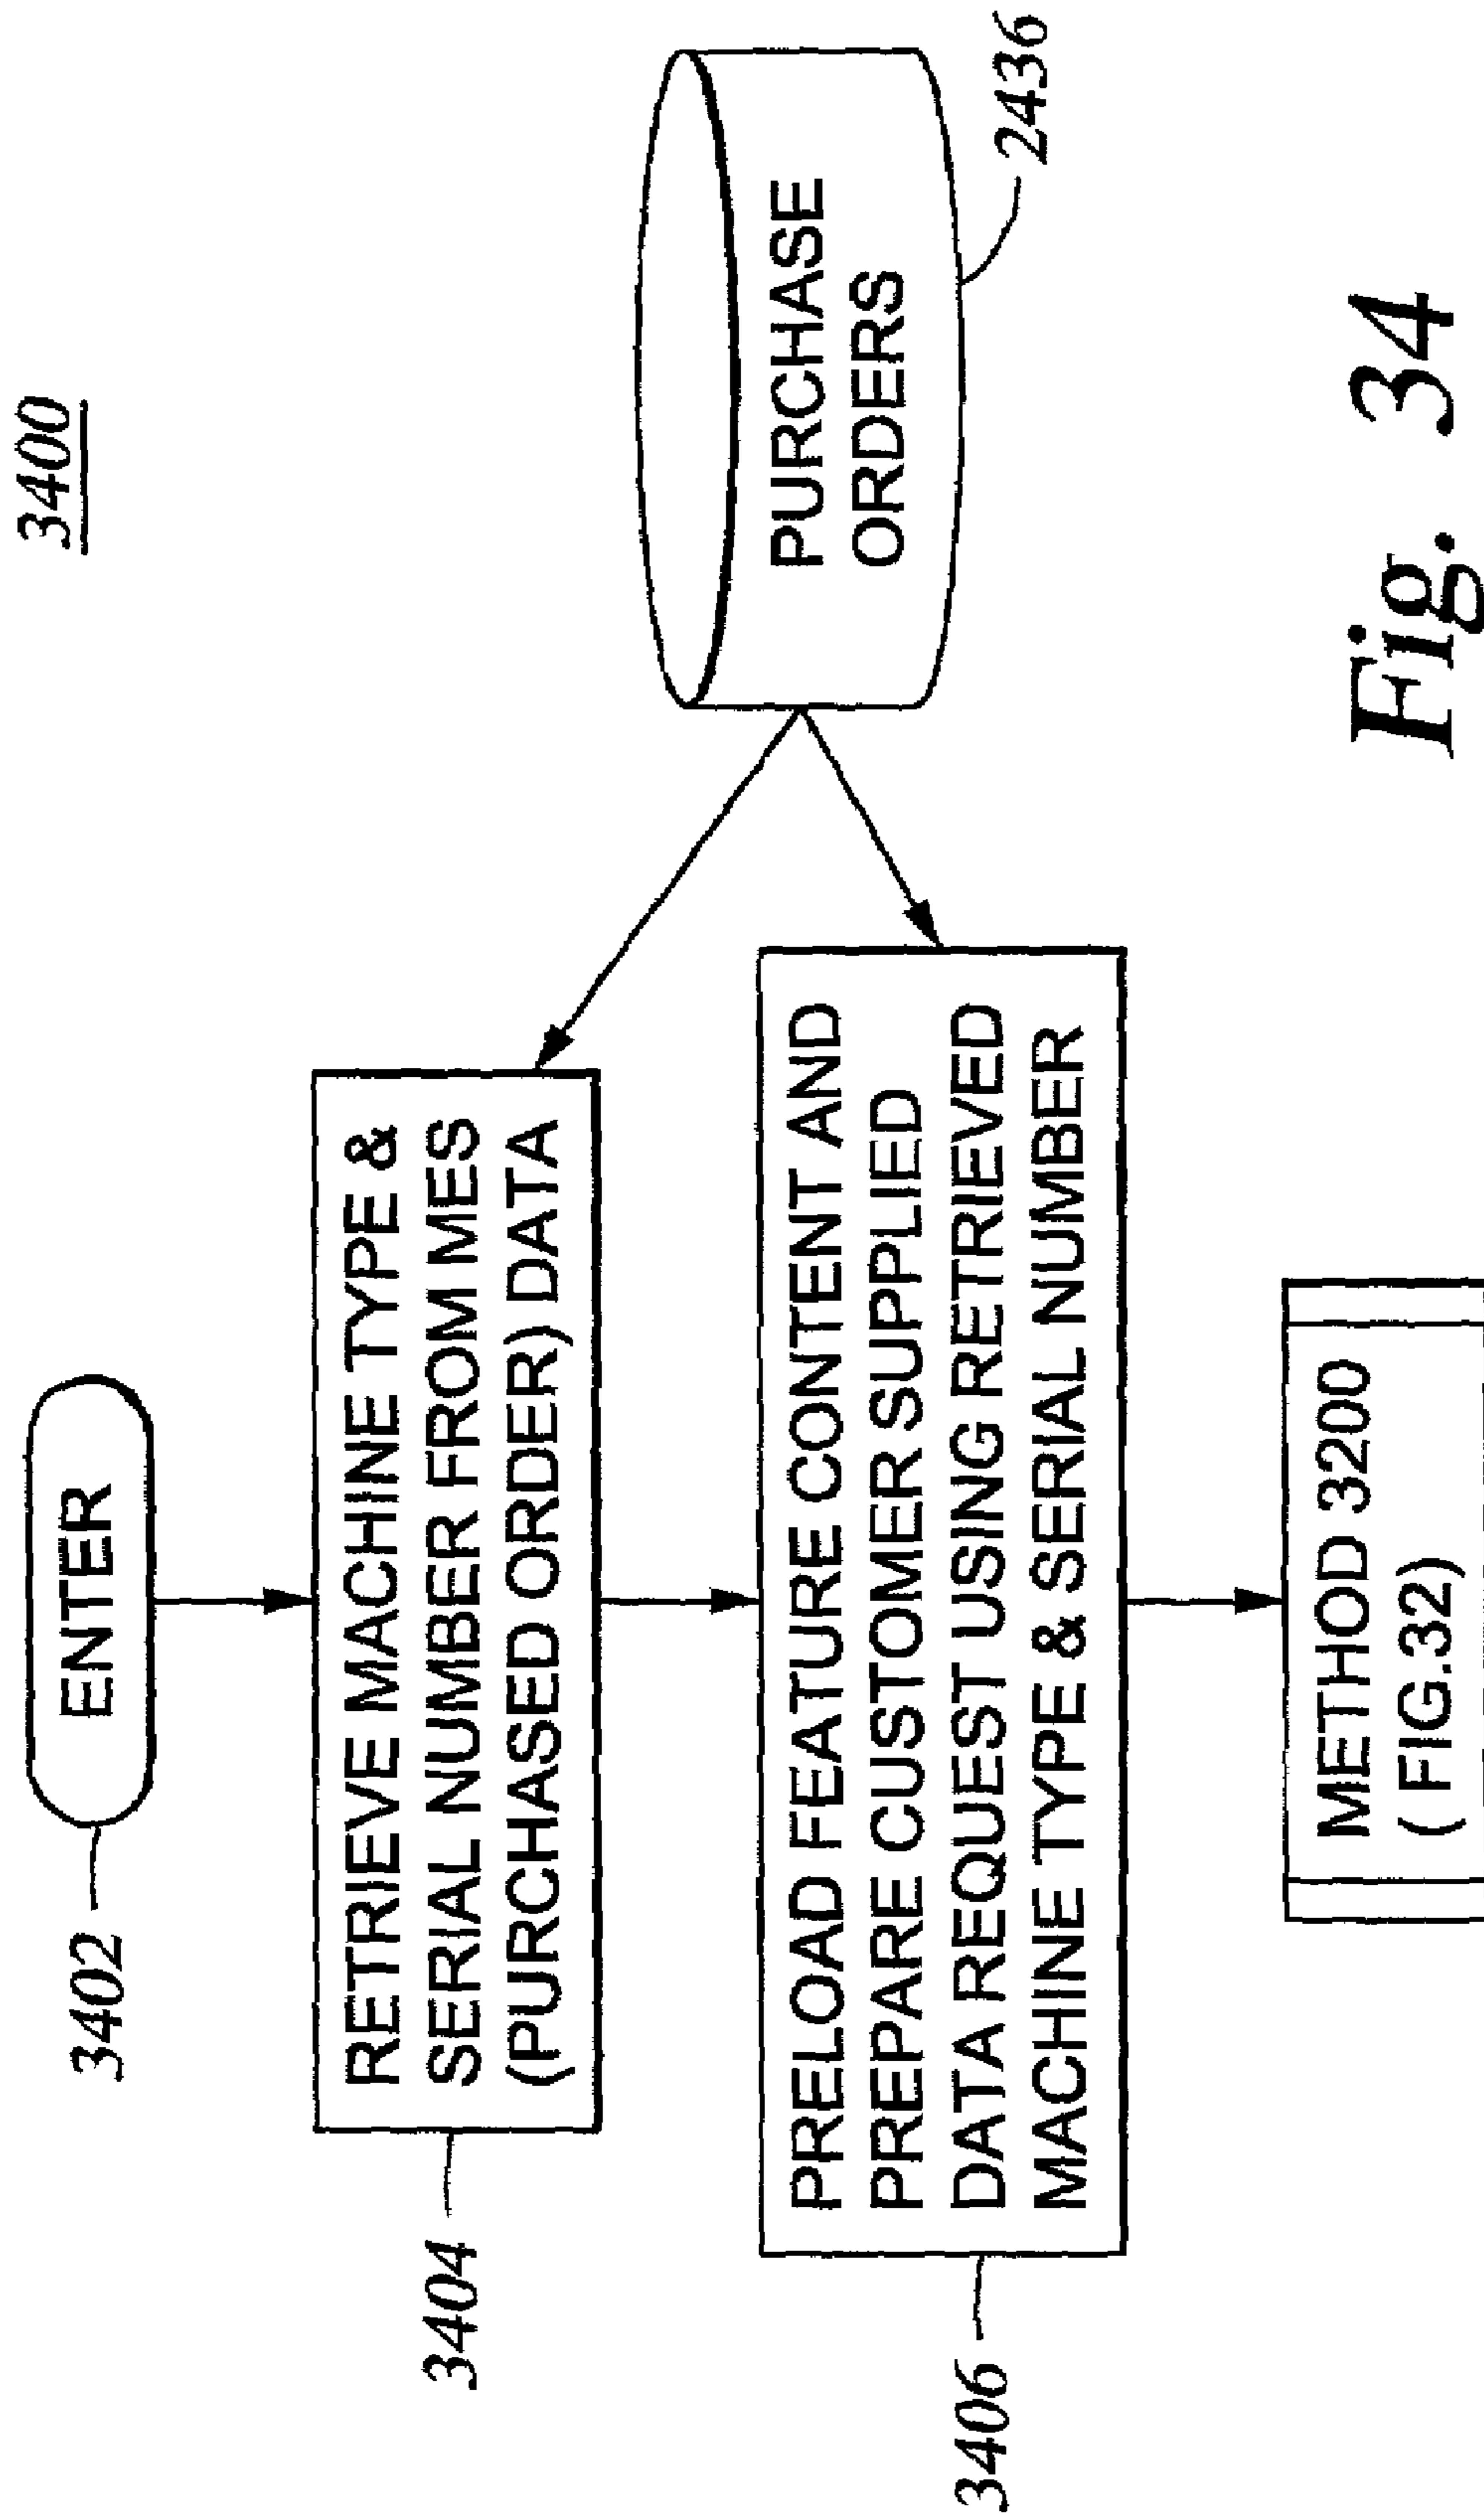 3400
ENTER
3402
RETRIEVE MACHINE TYPE &
SERIAL NUMBER FROM MES
(PURCHASED ORDER) DATA
3404
PURCHASE
ORDERS
2436
PRELOAD FEATURE CONTENT AND
PREPARE CUSTOMER SUPPLIED
DATA REQUEST USING RETRIEVED
MACHINE TYPE & SERIAL NUMBER
3406
METHOD 3200
( FIG.32)
Fig. 34